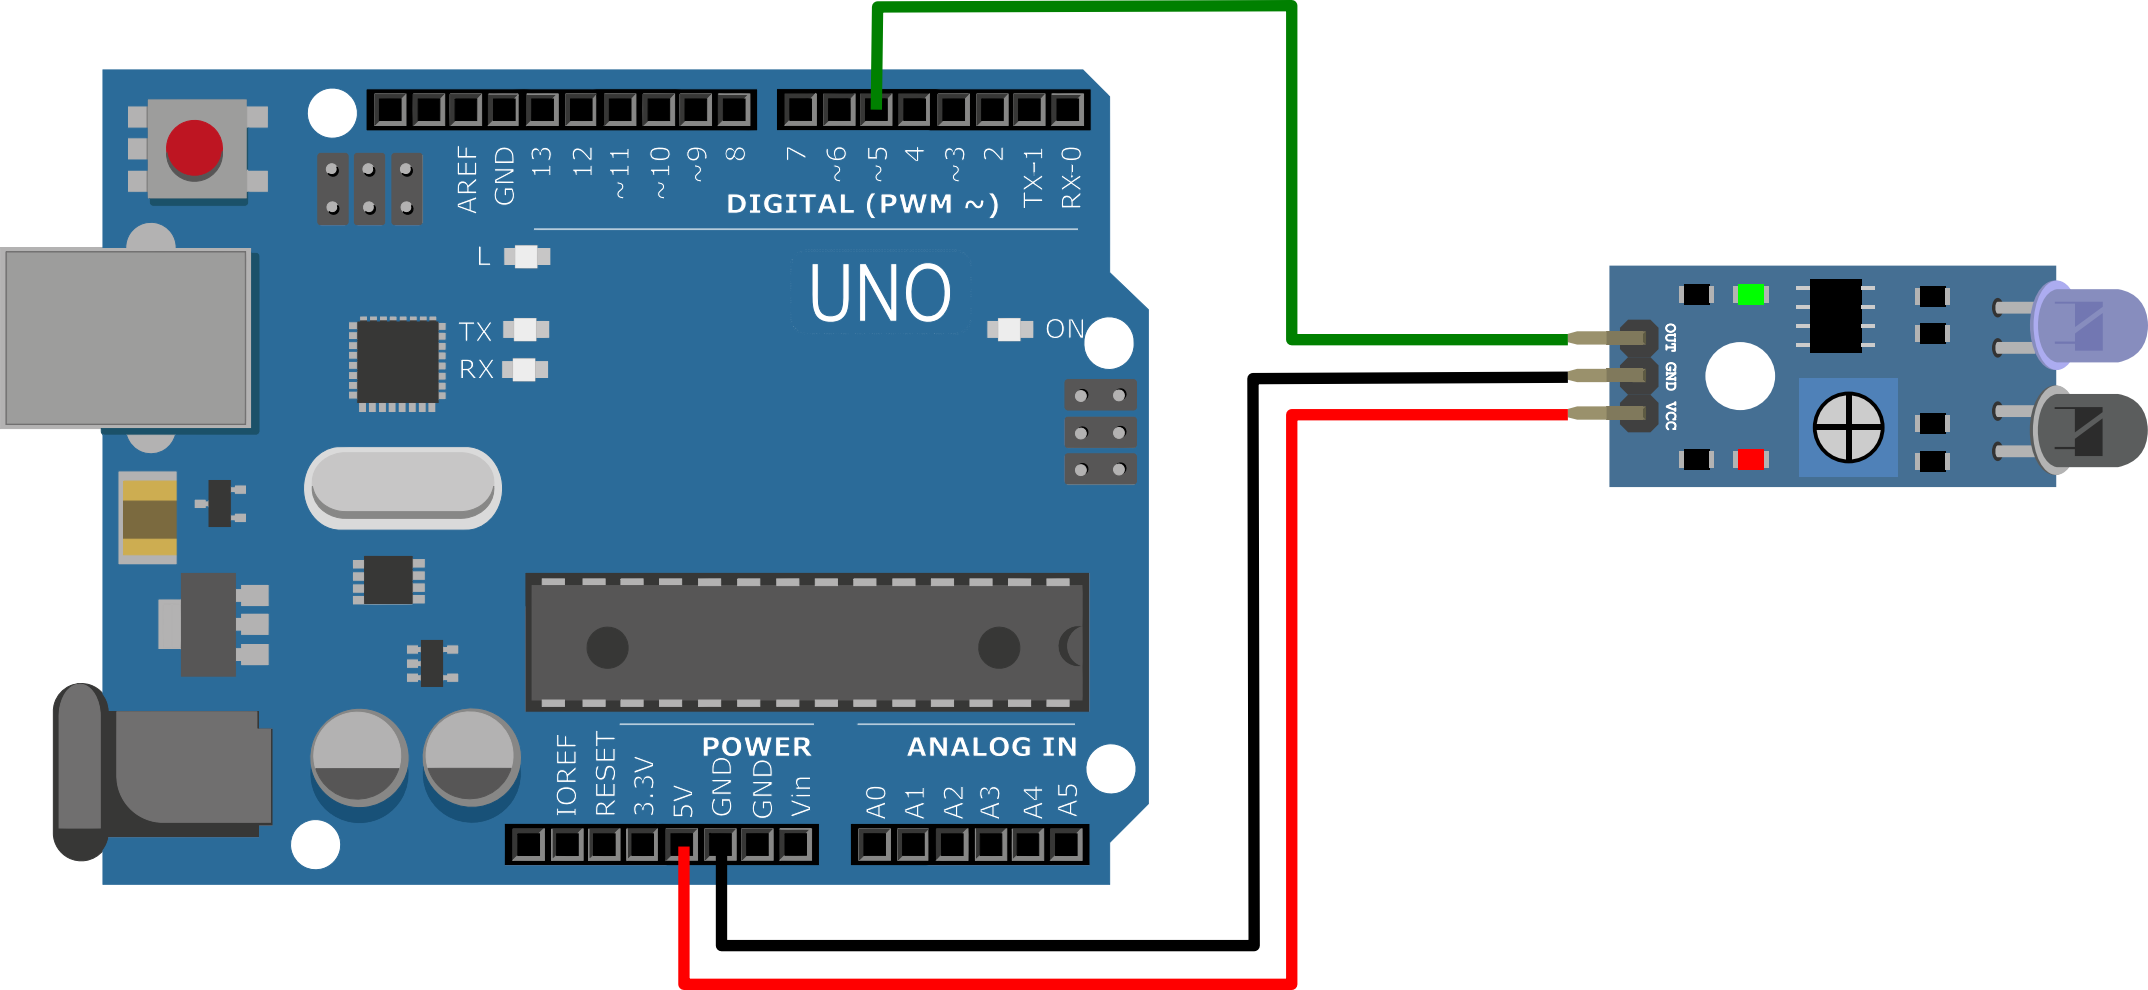 AREF
GND
13
12
~11
~10
~9
8
7
~6
~5
4
~3
2
TX-1
RX-0
DIGITAL (PWM ~)
L
UNO
TX
RX
ON
OUT
GND
VCC
POWER
ANALOG IN
IOREF
RESET
3.3V
5V
GND
GND
Vin
A0
A1
A2
A3
A4
A5